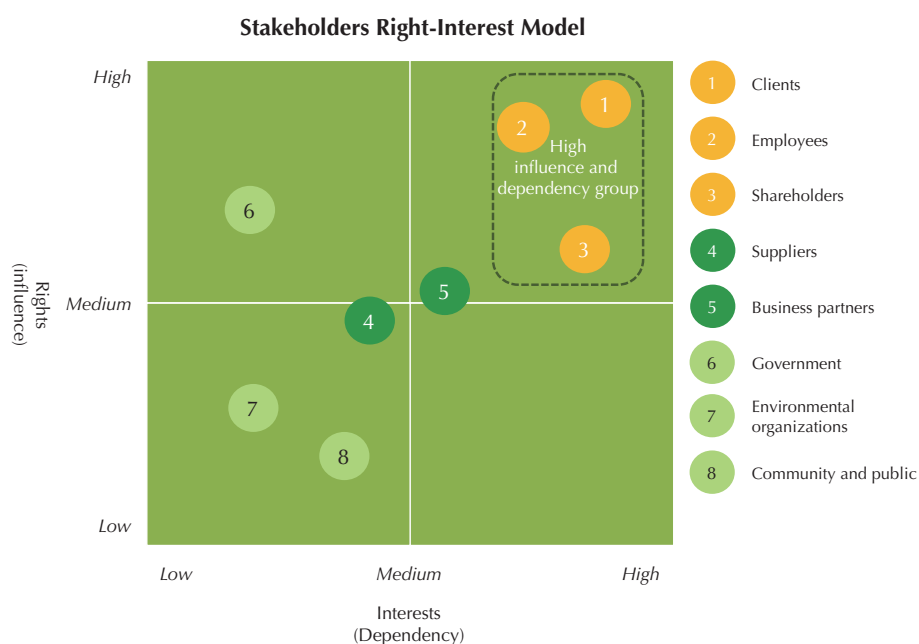 Stakeholders Right-Interest Model
High
Medium
Low
Rights
(influence)
1
2
High
influence and
dependency group
3
6
5
4
7
8
Low
Medium
High
Interests
(Dependency)
1 Clients
2 Employees
3 Shareholders
4 Suppliers
5 Business partners
6 Government
7 Environmental
organizations
8 Community and public